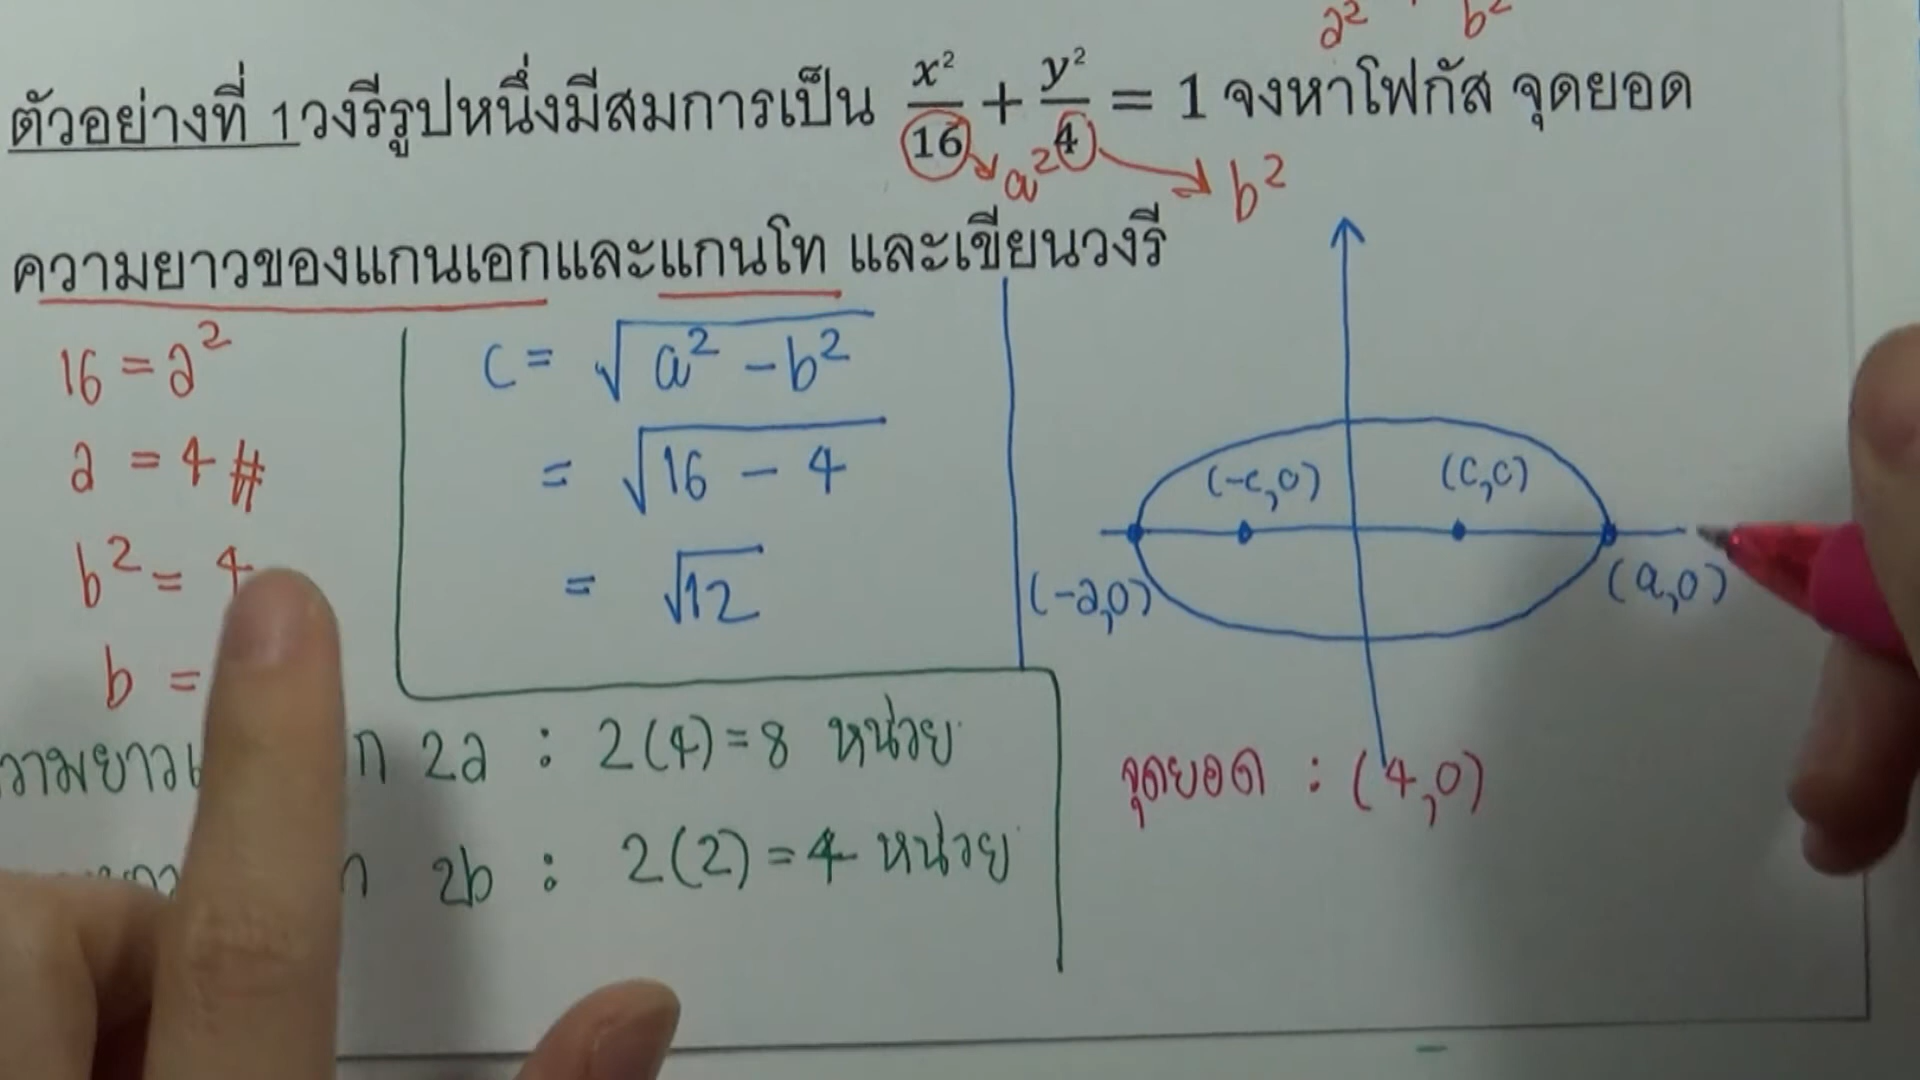 a² b²
ตัวอย่างที่ 1 วงรีรูปหนึ่งมีสมการเป็น x²/16 + y²/4 = 1 จงหาโฟกัส จุดยอด
a² b²
ความยาวของแกนเอกและแกนโท และเขียนวงรี
16 = a²
a = 4 #
b² = 4
b =
c = √a² - b²
= √16 - 4
= √12
(-c,0) (c,0)
(-a,0) (a,0)
2a : 2(4) = 8 หน่วย
2b : 2(2) = 4 หน่วย
จุดยอด : (4,0)